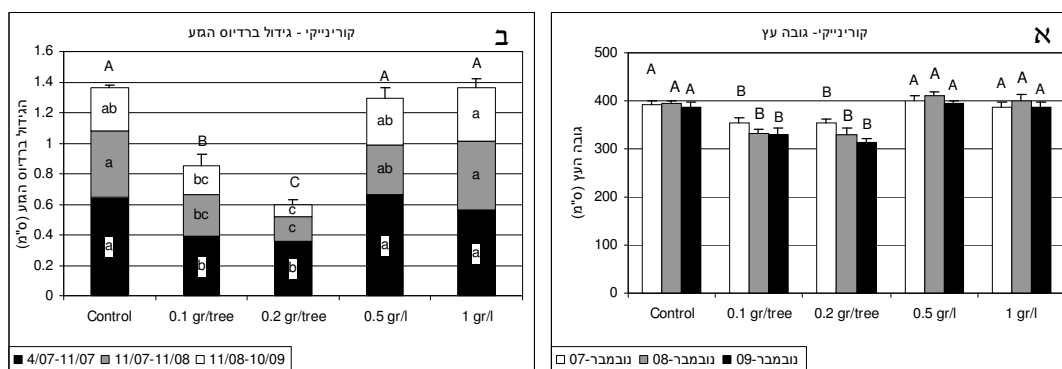 א
קורינייקי- גובה עץ
גובה העץ (ס"מ)
500
400
300
200
100
0
A A A
B B B
B B B
A A A
A A A
Control 0.1 gr/tree 0.2 gr/tree 0.5 gr/l 1 gr/l
נובמבר-07 נובמבר-08 נובמבר-09
ב
קורינייקי - גידול ברדיוס הגזע
הגידול ברדיוס הגזע (ס"מ)
1.6
1.4
1.2
1
0.8
0.6
0.4
0.2
0
A B C A A
ab bc c ab a
a bc c ab a
a b b a a
Control 0.1 gr/tree 0.2 gr/tree 0.5 gr/l 1 gr/l
4/07-11/07 11/07-11/08 11/08-10/09